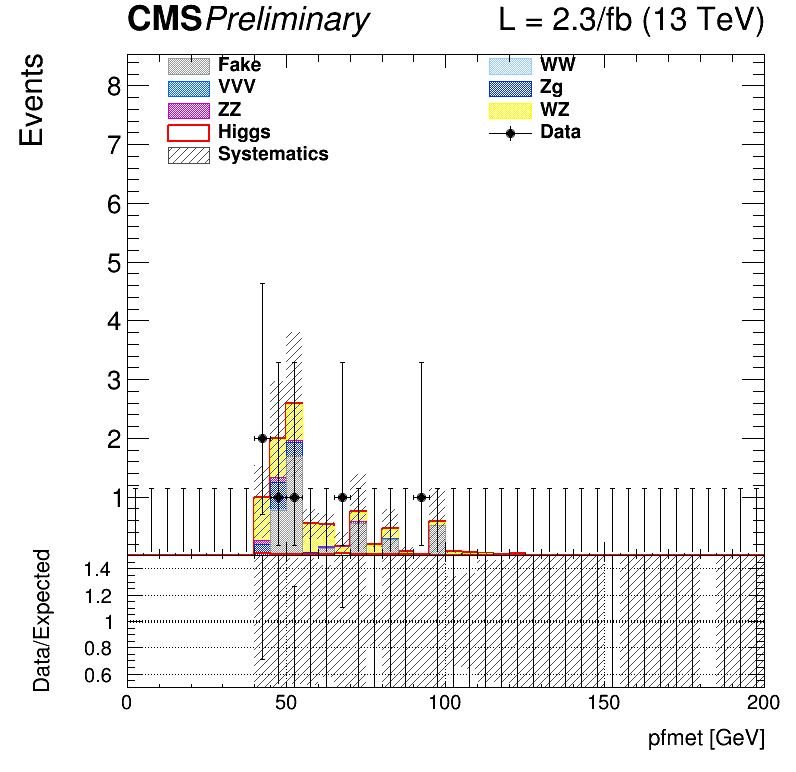 CMS Preliminary L = 2.3/fb (13 TeV)
Events
Fake WW
VVV Zg
ZZ WZ
Higgs Data
Systematics
8
7
6
5
4
3
2
1
Data/Expected
1.4
1.2
1
0.8
0.6
0 50 100 150 200
pfmet [GeV]